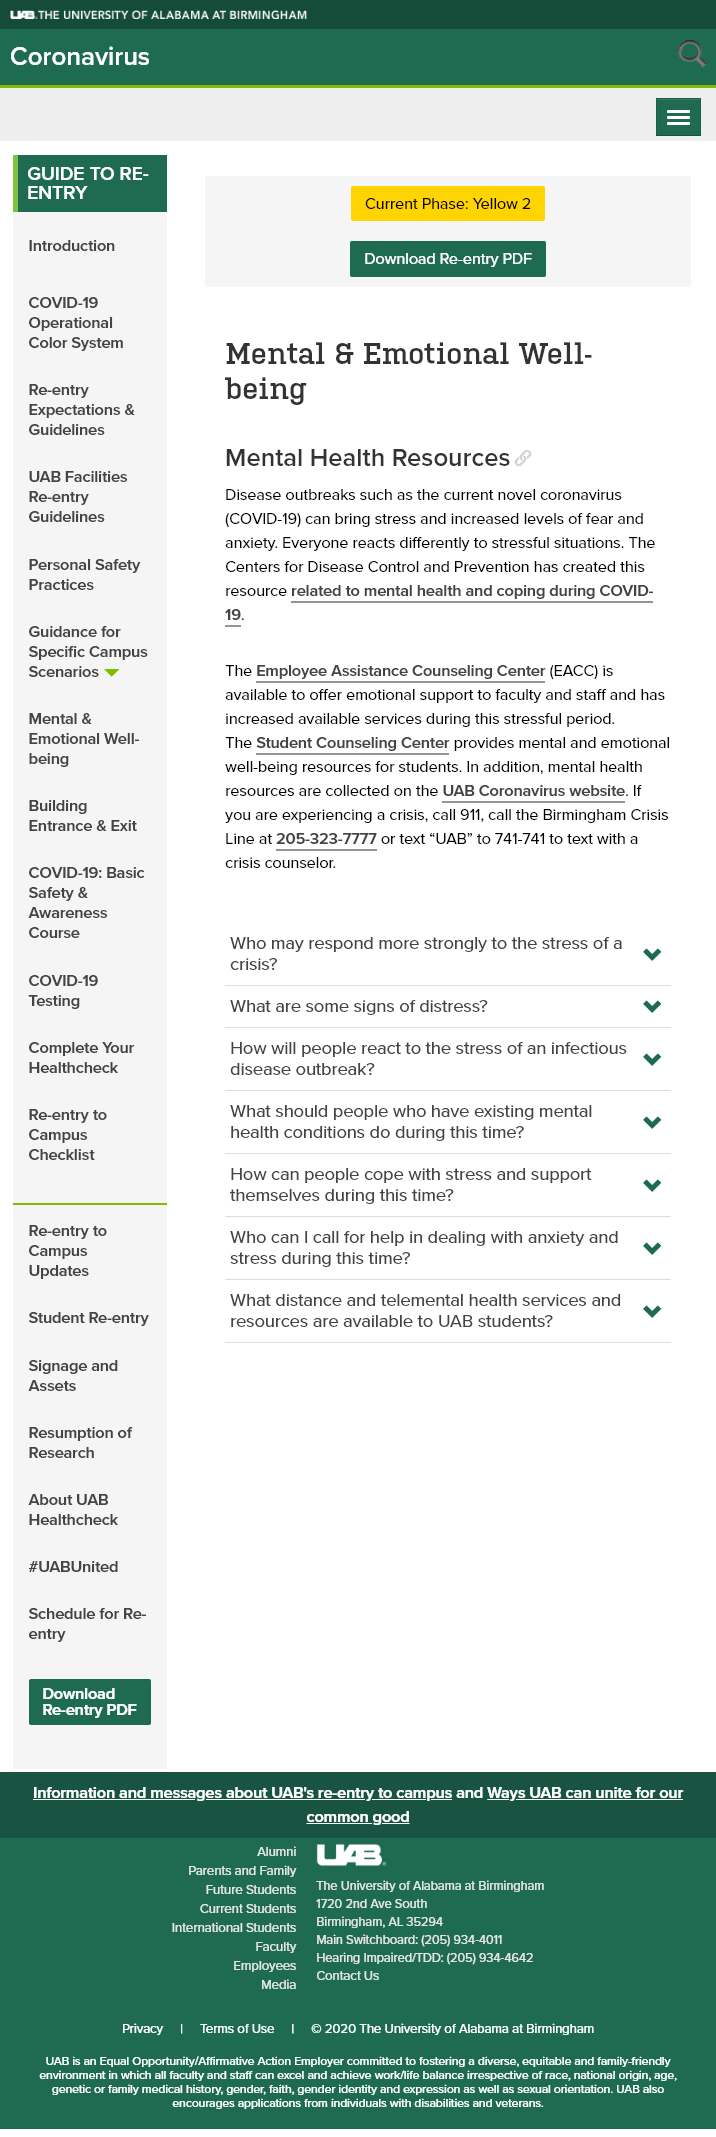 UAB THE UNIVERSITY OF ALABAMA AT BIRMINGHAM
Coronavirus
GUIDE TO RE-
ENTRY
Introduction
COVID-19
Operational
Color System
Re-entry
Expectations &
Guidelines
UAB Facilities
Re-entry
Guidelines
Personal Safety
Practices
Guidance for
Specific Campus
Scenarios
Mental &
Emotional Well-
being
Building
Entrance & Exit
COVID-19: Basic
Safety &
Awareness
Course
COVID-19
Testing
Complete Your
Healthcheck
Re-entry to
Campus
Checklist
Re-entry to
Campus
Updates
Student Re-entry
Signage and
Assets
Resumption of
Research
About UAB
Healthcheck
#UABUnited
Schedule for Re-
entry
Download
Re-entry PDF
Current Phase: Yellow 2
Download Re-entry PDF
Mental & Emotional Well-
being
Mental Health Resources
Disease outbreaks such as the current novel coronavirus
(COVID-19) can bring stress and increased levels of fear and
anxiety. Everyone reacts differently to stressful situations. The
Centers for Disease Control and Prevention has created this
resource related to mental health and coping during COVID-
19.
The Employee Assistance Counseling Center (EACC) is
available to offer emotional support to faculty and staff and has
increased available services during this stressful period.
The Student Counseling Center provides mental and emotional
well-being resources for students. In addition, mental health
resources are collected on the UAB Coronavirus website. If
you are experiencing a crisis, call 911, call the Birmingham Crisis
Line at 205-323-7777 or text “UAB” to 741-741 to text with a
crisis counselor.
Who may respond more strongly to the stress of a
crisis?
What are some signs of distress?
How will people react to the stress of an infectious
disease outbreak?
What should people who have existing mental
health conditions do during this time?
How can people cope with stress and support
themselves during this time?
Who can I call for help in dealing with anxiety and
stress during this time?
What distance and telemental health services and
resources are available to UAB students?
Information and messages about UAB's re-entry to campus and Ways UAB can unite for our
common good
Alumni
Parents and Family
Future Students
Current Students
International Students
Faculty
Employees
Media
UAB
The University of Alabama at Birmingham
1720 2nd Ave South
Birmingham, AL 35294
Main Switchboard: (205) 934-4011
Hearing Impaired/TDD: (205) 934-4642
Contact Us
Privacy | Terms of Use | © 2020 The University of Alabama at Birmingham
UAB is an Equal Opportunity/Affirmative Action Employer committed to fostering a diverse, equitable and family-friendly
environment in which all faculty and staff can excel and achieve work/life balance irrespective of race, national origin, age,
genetic or family medical history, gender, faith, gender identity and expression as well as sexual orientation. UAB also
encourages applications from individuals with disabilities and veterans.